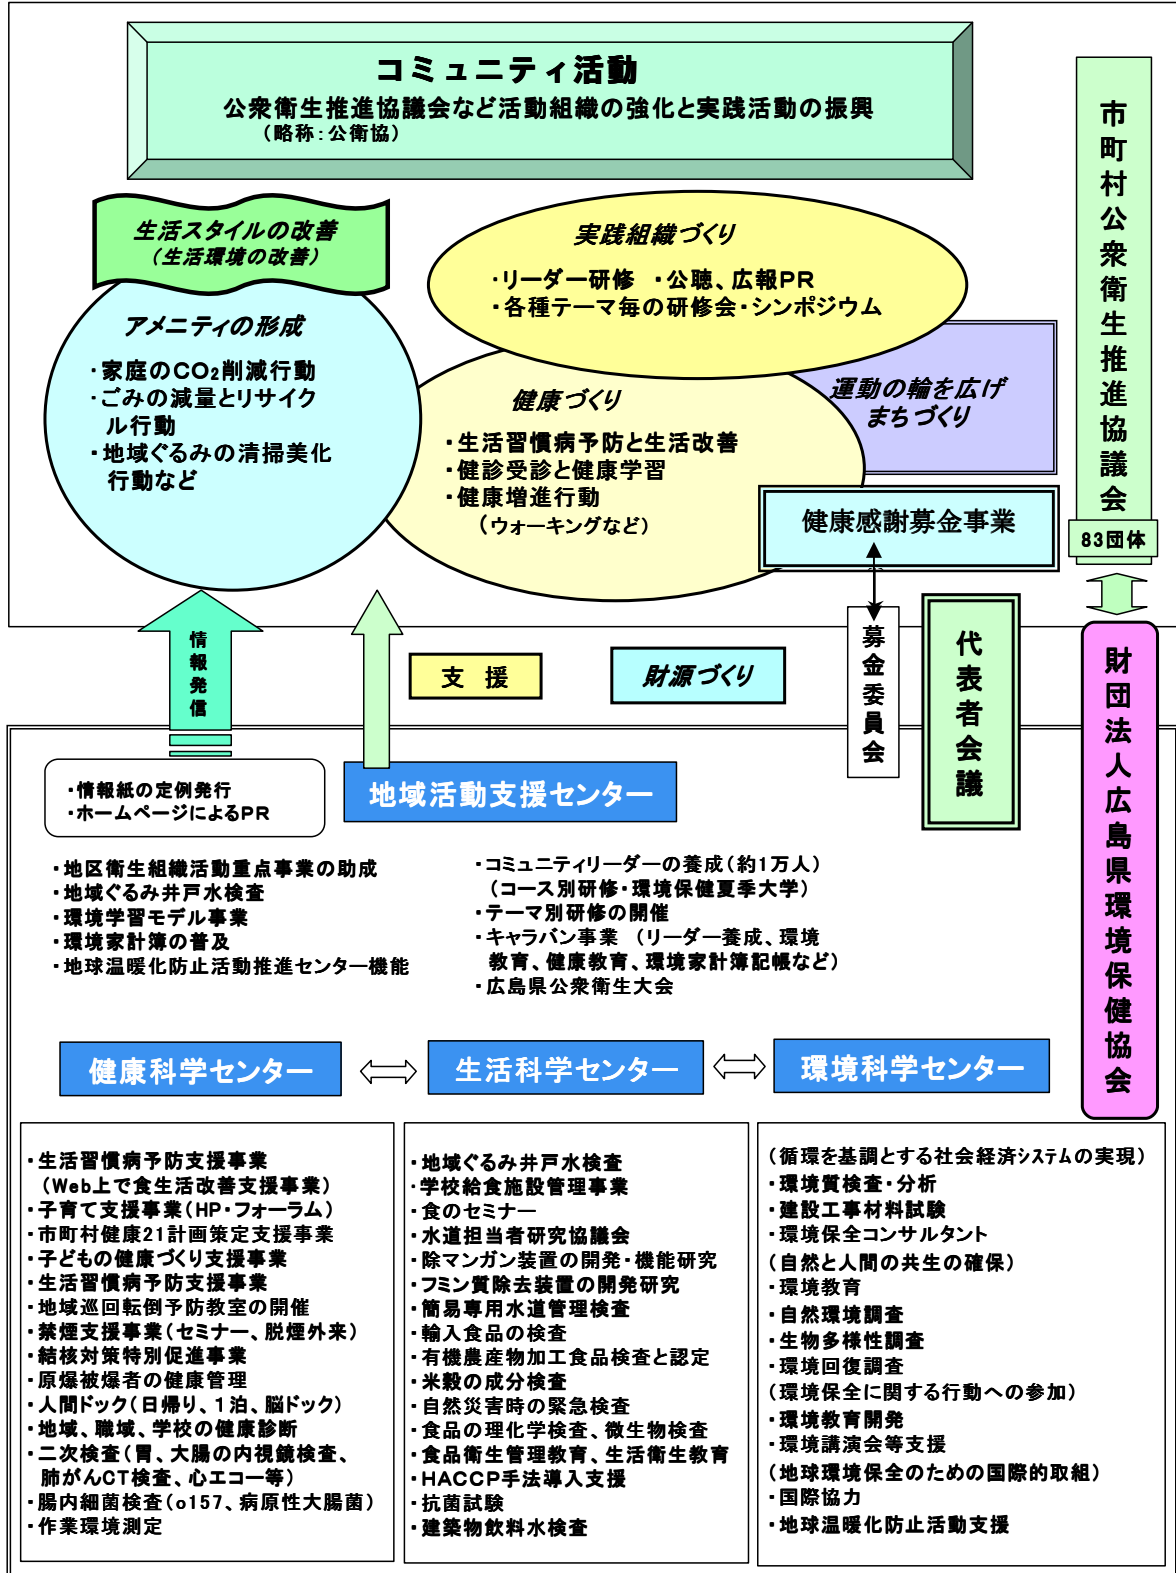 コミュニティ活動
公衆衛生推進協議会など活動組織の強化と実践活動の振興
（略称：公衛協）
市町村公衆衛生推進協議会
83団体
生活スタイルの改善
（生活環境の改善）
アメニティの形成
・家庭のCO₂削減行動
・ごみの減量とリサイク
ル行動
・地域ぐるみの清掃美化
行動など
実践組織づくり
・リーダー研修　・公聴、広報PR
・各種テーマ毎の研修会・シンポジウム
健康づくり
・生活習慣病予防と生活改善
・健診受診と健康学習
・健康増進行動
（ウォーキングなど）
運動の輪を広げ
まちづくり
健康感謝募金事業
情報発信
支　援
財源づくり
募金委員会
代表者会議
財団法人広島県環境保健協会
・情報紙の定例発行
・ホームページによるPR
地域活動支援センター
・地区衛生組織活動重点事業の助成
・地域ぐるみ井戸水検査
・環境学習モデル事業
・環境家計簿の普及
・地球温暖化防止活動推進センター機能
・コミュニティリーダーの養成（約1万人）
（コース別研修・環境保健夏季大学）
・テーマ別研修の開催
・キャラバン事業　（リーダー養成、環境
教育、健康教育、環境家計簿記帳など）
・広島県公衆衛生大会
健康科学センター
生活科学センター
環境科学センター
・生活習慣病予防支援事業
（Web上で食生活改善支援事業）
・子育て支援事業（HP・フォーラム）
・市町村健康21計画策定支援事業
・子どもの健康づくり支援事業
・生活習慣病予防支援事業
・地域巡回転倒予防教室の開催
・禁煙支援事業（セミナー、脱煙外来）
・結核対策特別促進事業
・原爆被爆者の健康管理
・人間ドック（日帰り、1泊、脳ドック）
・地域、職域、学校の健康診断
・二次検査（胃、大腸の内視鏡検査、
肺がんCT検査、心エコー等）
・腸内細菌検査（o157、病原性大腸菌）
・作業環境測定
・地域ぐるみ井戸水検査
・学校給食施設管理事業
・食のセミナー
・水道担当者研究協議会
・除マンガン装置の開発・機能研究
・フミン質除去装置の開発研究
・簡易専用水道管理検査
・輸入食品の検査
・有機農産物加工食品検査と認定
・米穀の成分検査
・自然災害時の緊急検査
・食品の理化学検査、微生物検査
・食品衛生管理教育、生活衛生教育
・HACCP手法導入支援
・抗菌試験
・建築物飲料水検査
（循環を基調とする社会経済システムの実現）
・環境質検査・分析
・建設工事材料試験
・環境保全コンサルタント
（自然と人間の共生の確保）
・環境教育
・自然環境調査
・生物多様性調査
・環境回復調査
（環境保全に関する行動への参加）
・環境教育開発
・環境講演会等支援
（地球環境保全のための国際的取組）
・国際協力
・地球温暖化防止活動支援